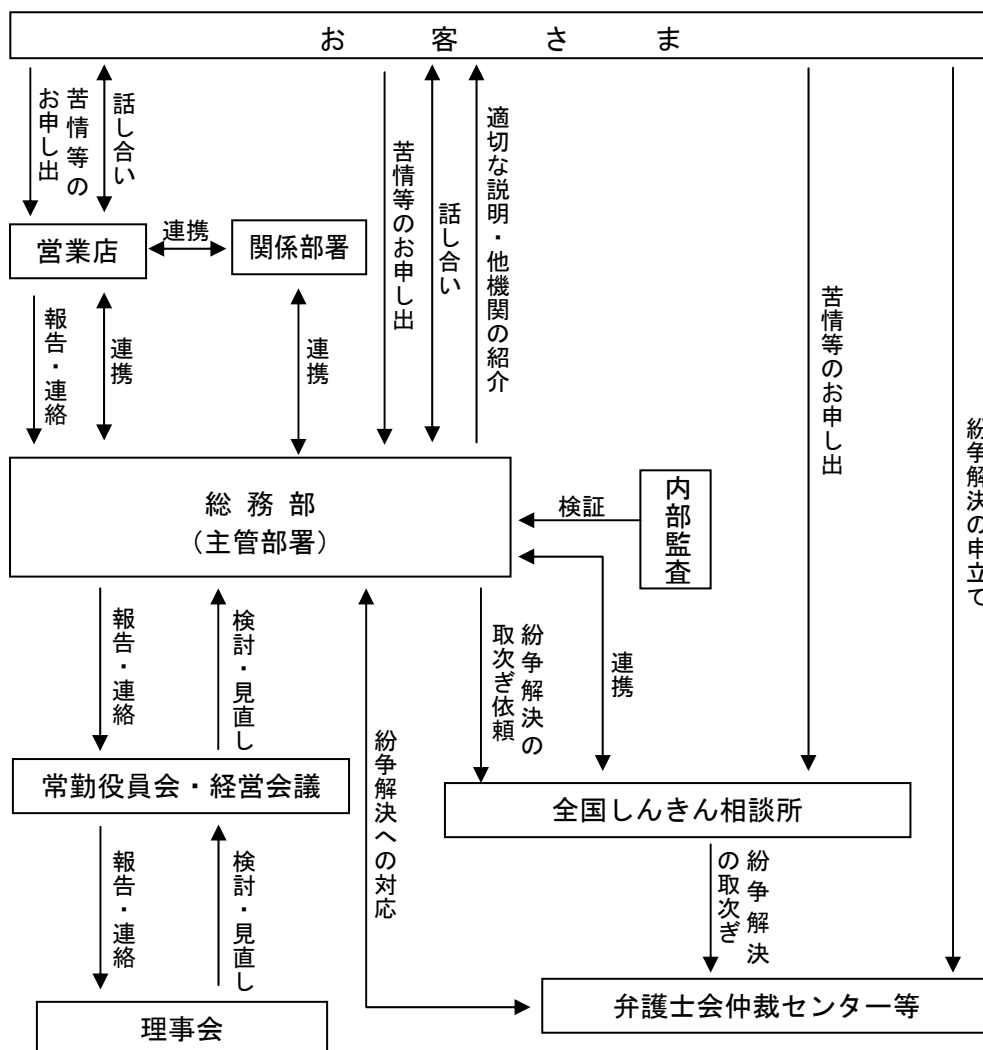 お客さま
苦情等の
お申し出
話し合い
苦情等のお申し出
話し合い
適切な説明・他機関の紹介
苦情等のお申し出
紛争解決の申立て
営業店
連携
関係部署
報告・連絡
連携
連携
総務部
（主管部署）
検証
内部監査
報告・連絡
検討・見直し
紛争解決への対応
紛争解決の
取次ぎ依頼
連携
常勤役員会・経営会議
全国しんきん相談所
報告・連絡
検討・見直し
紛争解決
の取次ぎ
理事会
弁護士会仲裁センター等